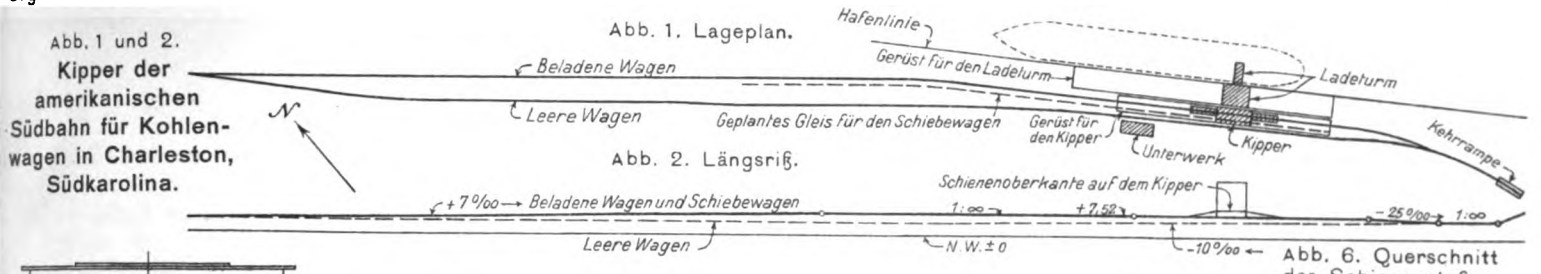 Abb. 1 und 2.
Kipper der
amerikanischen
Südbahn für Kohlen-
wagen in Charleston,
Südkarolina.
Abb. 1. Lageplan.
Hafenlinie
Gerüst für den Ladeturm
Ladeturm
Beladene Wagen
Leere Wagen
Geplantes Gleis für den Schiebewagen
Gerüst für
den Kipper
Unterwerk
Kipper
Kehrrampe
N
Abb. 2. Längsriß.
Schienenoberkante auf dem Kipper
+7‰ → Beladene Wagen und Schiebewagen
1:∞
+7,52
-25‰ →
1:∞
Leere Wagen
N.W.±0
-10‰ ←
Abb. 6. Querschnitt